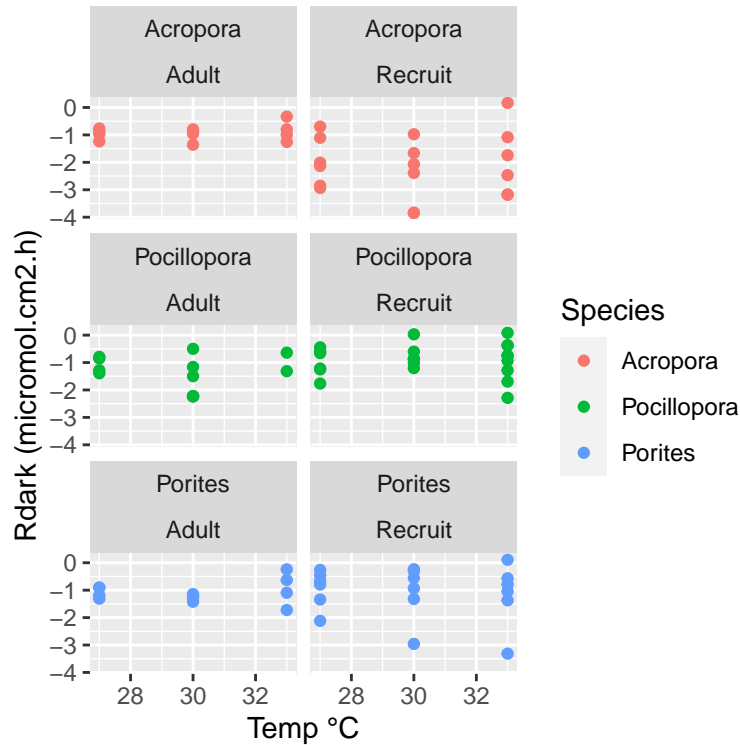 Acropora
Adult
Acropora
Recruit
0
−1
−2
−3
−4
Pocillopora
Adult
Pocillopora
Recruit
0
−1
−2
−3
−4
Porites
Adult
Porites
Recruit
0
−1
−2
−3
−4
28 30 32
28 30 32
Temp °C
Rdark (micromol.cm2.h)
Species
Acropora
Pocillopora
Porites